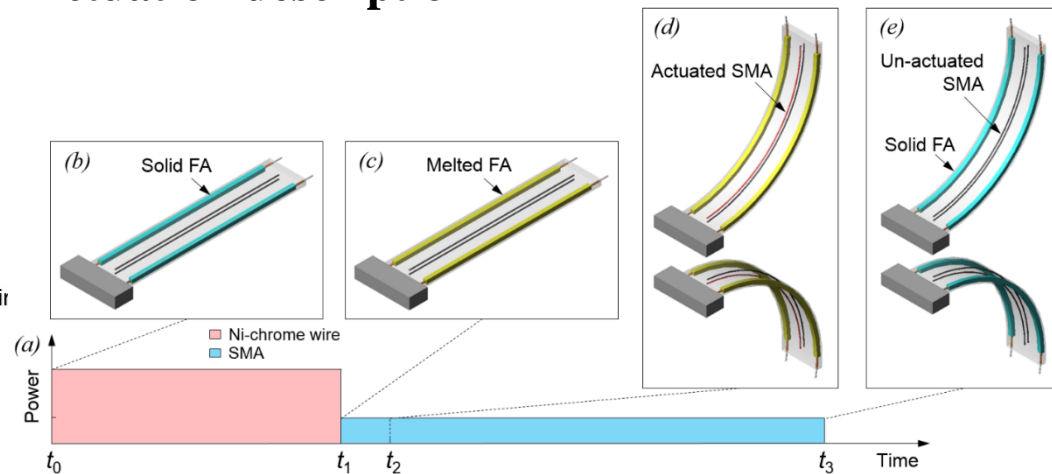 (d)
Actuated SMA
(e)
Un-actuated
SMA
Solid FA
(b)
Solid FA
(c)
Melted FA
(a)
Ni-chrome wire
SMA
Power
t0
t1
t2
t3
Time